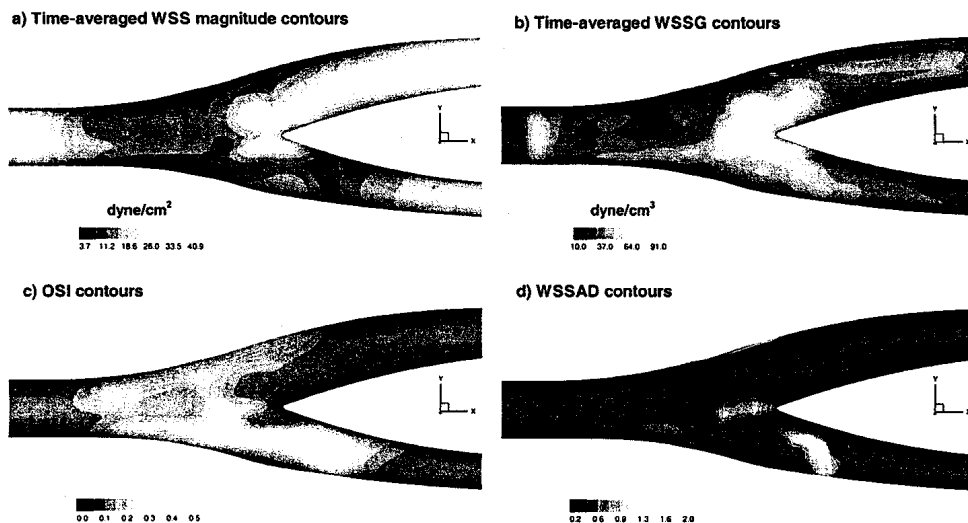 a) Time-averaged WSS magnitude contours
Y
X
dyne/cm²
3.7 11.2 18.6 26.0 33.5 40.9
b) Time-averaged WSSG contours
Y
X
dyne/cm³
10.0 37.0 64.0 91.0
c) OSI contours
Y
X
0.0 0.1 0.2 0.3 0.4 0.5
d) WSSAD contours
Y
X
0.2 0.6 0.9 1.3 1.6 2.0